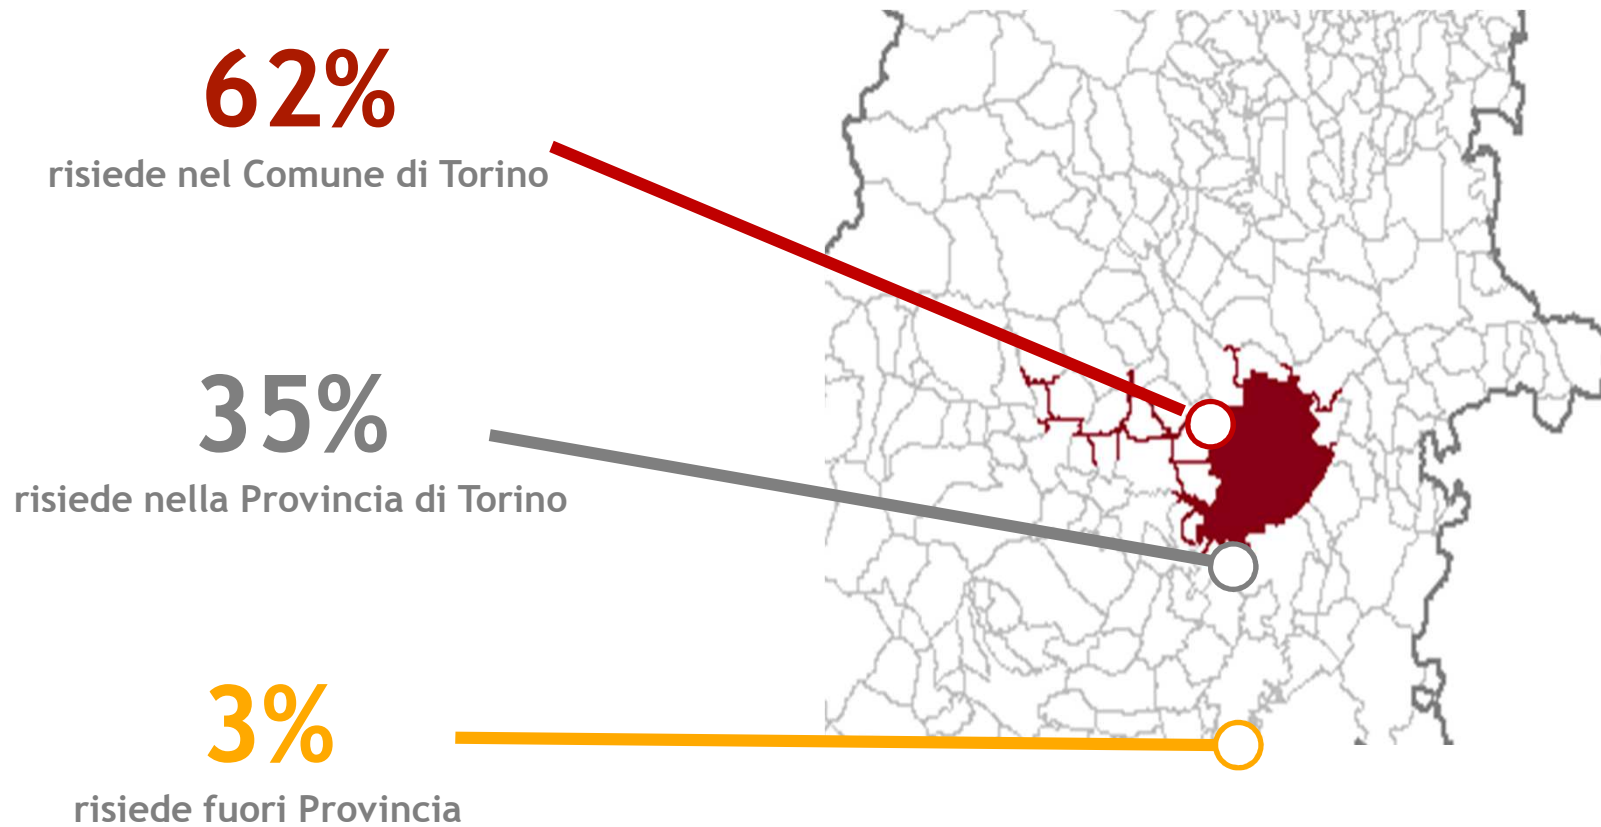 62%
risiede nel Comune di Torino
35%
risiede nella Provincia di Torino
3%
risiede fuori Provincia